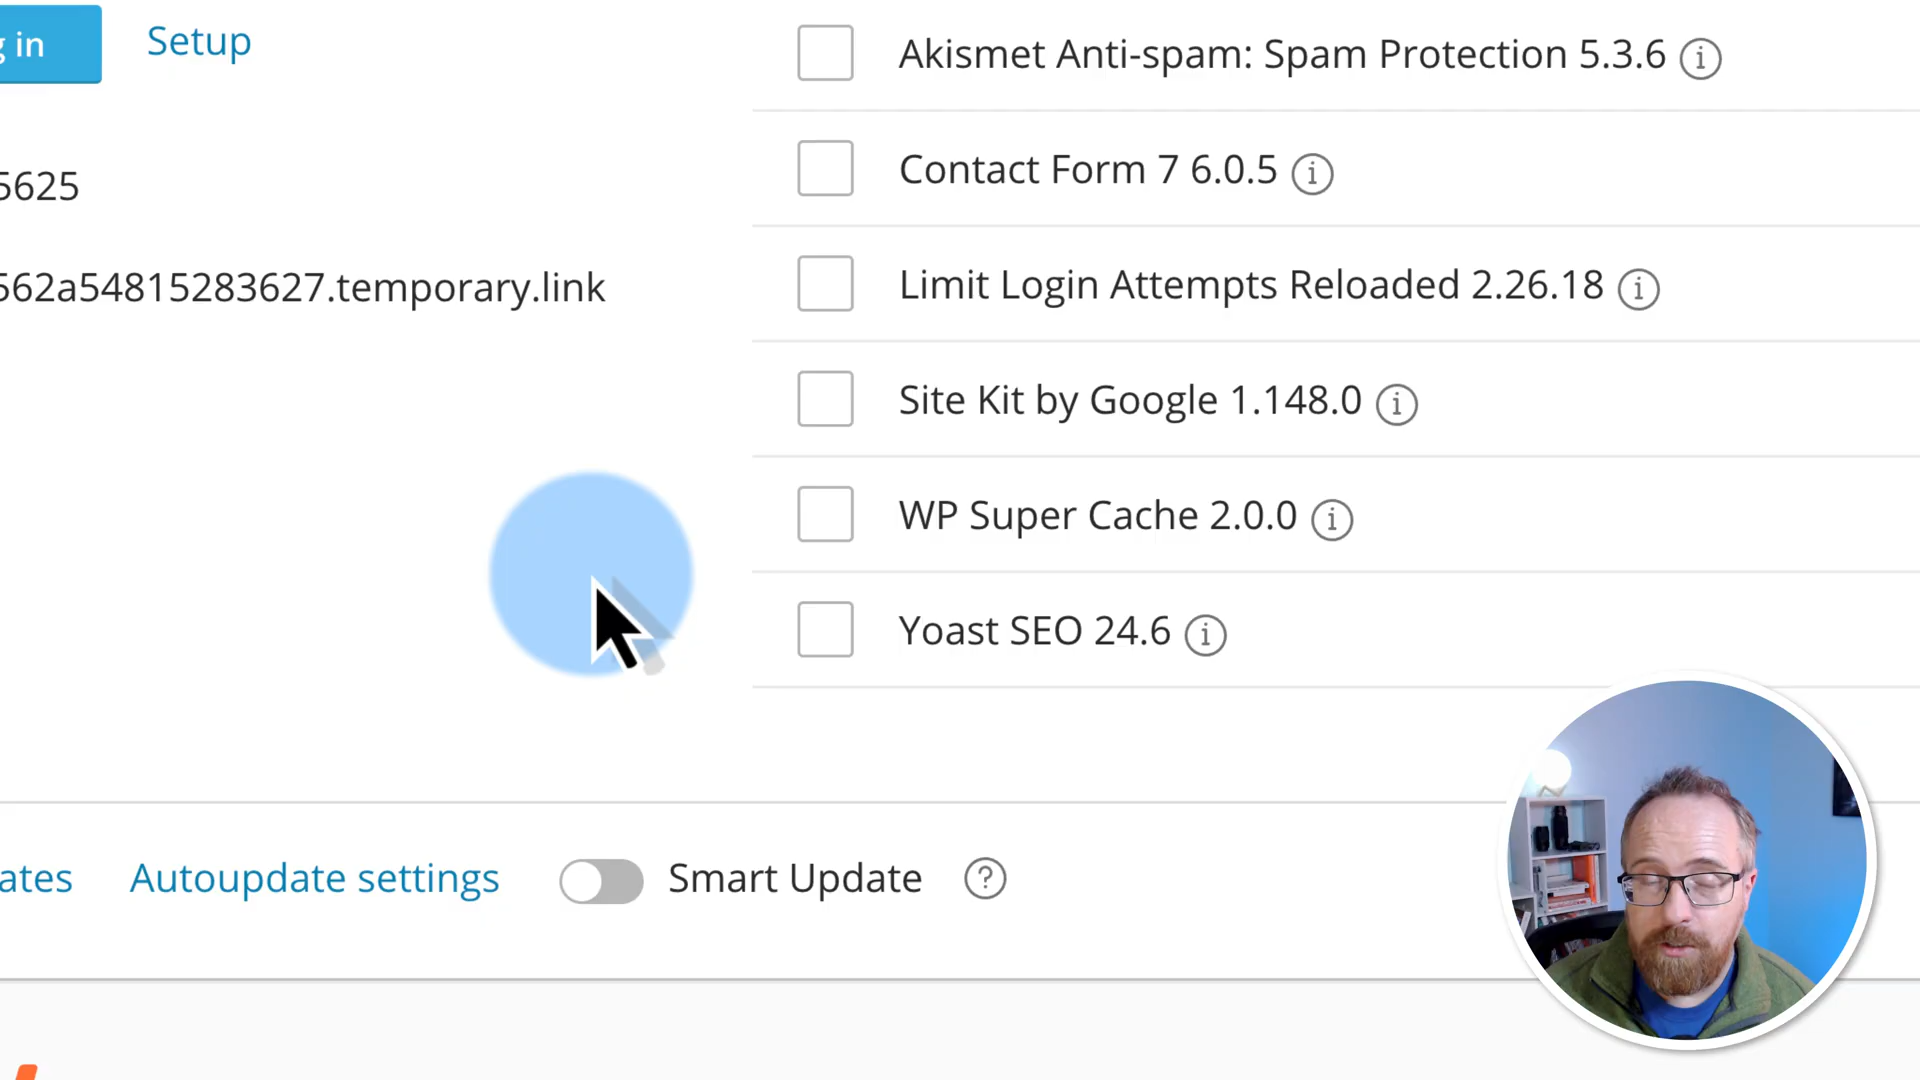 g in
Setup
5625
562a54815283627.temporary.link
Akismet Anti-spam: Spam Protection 5.3.6
Contact Form 7 6.0.5
Limit Login Attempts Reloaded 2.26.18
Site Kit by Google 1.148.0
WP Super Cache 2.0.0
Yoast SEO 24.6
ates
Autoupdate settings
Smart Update
?